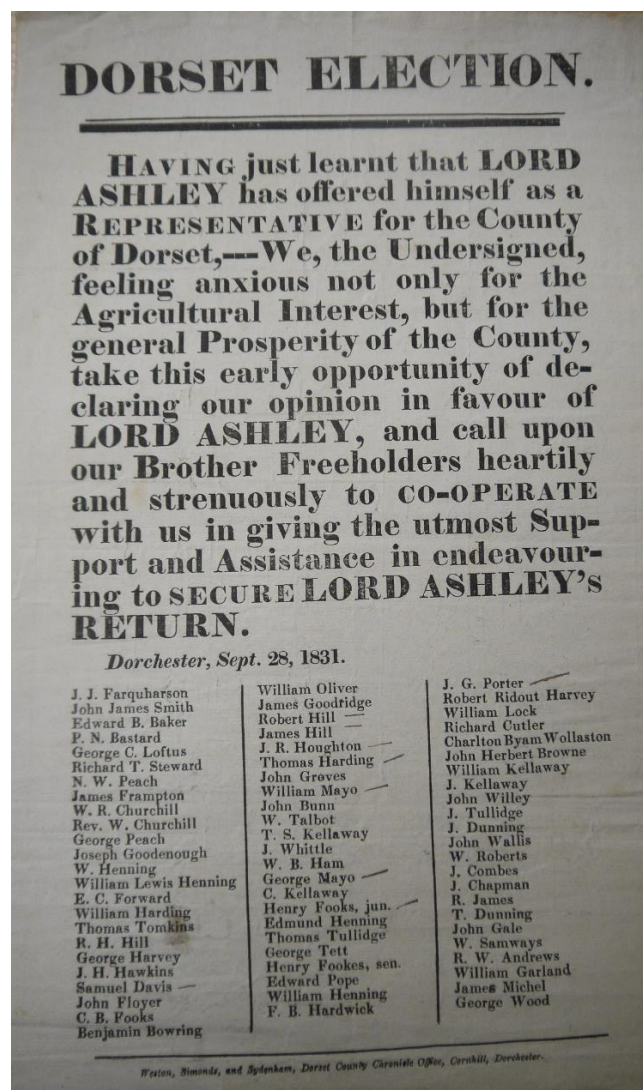 DORSET ELECTION.
HAVING just learnt that LORD
ASHLEY has offered himself as a
REPRESENTATIVE for the County
of Dorset,---We, the Undersigned,
feeling anxious not only for the
Agricultural Interest, but for the
general Prosperity of the County,
take this early opportunity of de-
claring our opinion in favour of
LORD ASHLEY, and call upon
our Brother Freeholders heartily
and strenuously to CO-OPERATE
with us in giving the utmost Sup-
port and Assistance in endeavour-
ing to SECURE LORD ASHLEY'S
RETURN.
Dorchester, Sept. 28, 1831.
J. J. Farquharson
John James Smith
Edward B. Baker
P. N. Bastard
George C. Loftus
Richard T. Steward
N. W. Peach
James Frampton
W. R. Churchill
Rev. W. Churchill
George Peach
Joseph Goodenough
W. Henning
William Lewis Henning
E. C. Forward
William Harding
Thomas Tomkins
R. H. Hill
George Harvey
J. H. Hawkins
Samuel Davis
John Floyer
C. B. Fooks
Benjamin Bowring
William Oliver
James Goodridge
Robert Hill
James Hill
J. R. Houghton
Thomas Harding
John Groves
William Mayo
John Bunn
W. Talbot
T. S. Kellaway
J. Whittle
W. B. Ham
George Mayo
C. Kellaway
Henry Fooks, jun.
Edmund Henning
Thomas Tullidge
George Tett
Henry Fookes, sen.
Edward Pope
William Henning
F. B. Hardwick
J. G. Porter
Robert Ridout Harvey
William Lock
Richard Cutler
Charlton Byam Wollaston
John Herbert Browne
William Kellaway
J. Kellaway
John Willey
J. Tullidge
J. Dunning
John Wallis
W. Roberts
J. Combes
J. Chapman
R. James
T. Dunning
John Gale
W. Samways
R. W. Andrews
William Garland
James Michel
George Wood
Weston, Simonds, and Sydenham, Dorset County Chronicle Office, Cornhill, Dorchester.